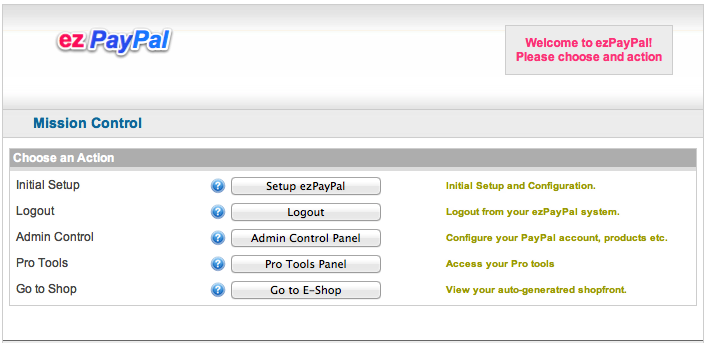 ez PayPal
Welcome to ezPayPal!
Please choose and action
Mission Control
Choose an Action
Initial Setup ? Setup ezPayPal Initial Setup and Configuration.
Logout ? Logout Logout from your ezPayPal system.
Admin Control ? Admin Control Panel Configure your PayPal account, products etc.
Pro Tools ? Pro Tools Panel Access your Pro tools
Go to Shop ? Go to E-Shop View your auto-generatred shopfront.